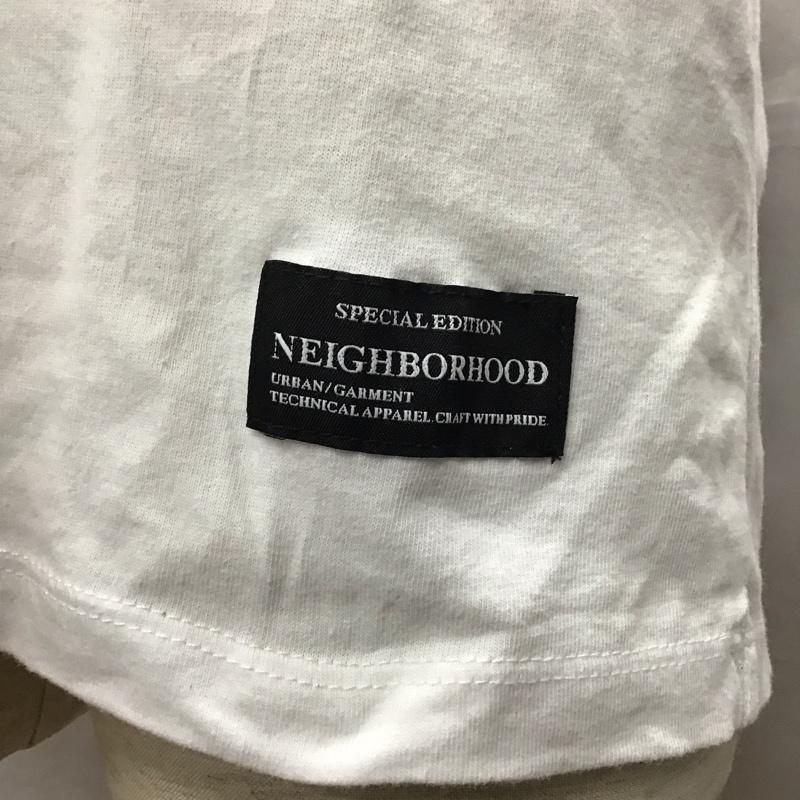 SPECIAL EDITION
NEIGHBORHOOD
URBAN/GARMENT
TECHNICAL APPAREL. CRAFT WITH PRIDE